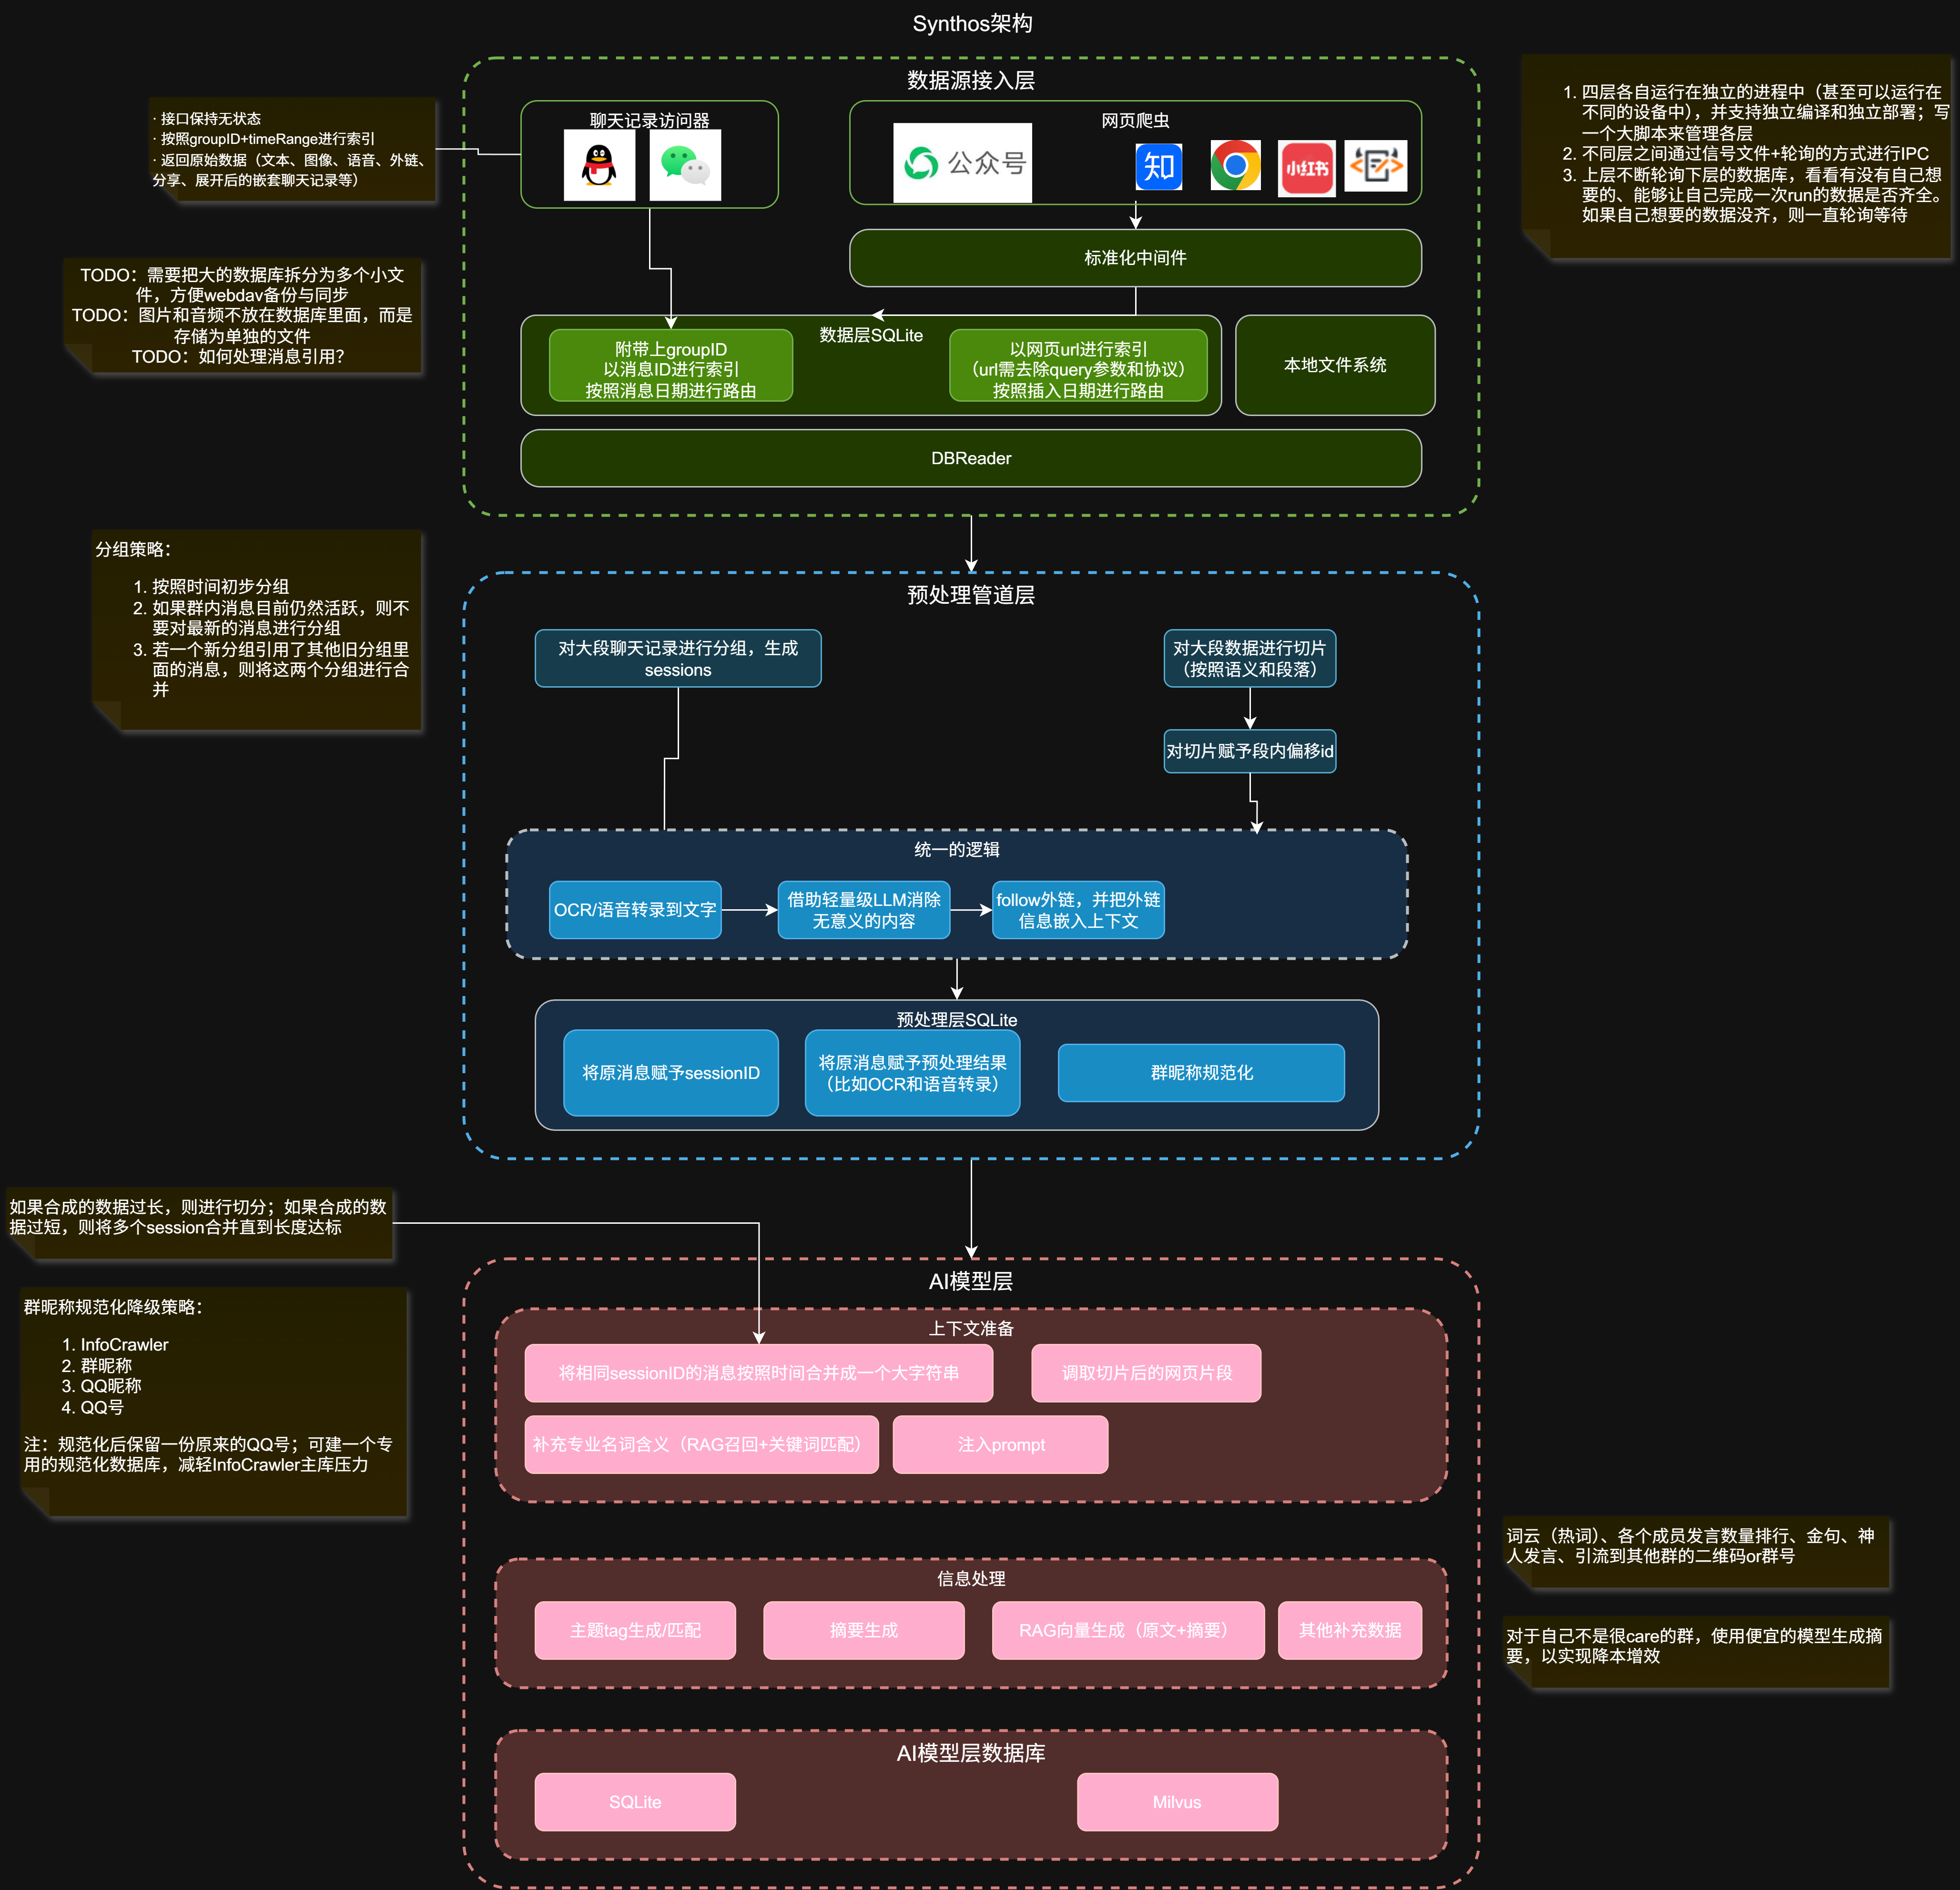 Synthos架构
数据源接入层
· 接口保持无状态
· 按照groupID+timeRange进行索引
· 返回原始数据（文本、图像、语音、外链、
分享、展开后的嵌套聊天记录等）
聊天记录访问器
网页爬虫
公众号
知
小红书
1. 四层各自运行在独立的进程中（甚至可以运行在
不同的设备中），并支持独立编译和独立部署；写
一个大脚本来管理各层
2. 不同层之间通过信号文件+轮询的方式进行IPC
3. 上层不断轮询下层的数据库，看看有没有自己想
要的、能够让自己完成一次run的数据是否齐全。
如果自己想要的数据没齐，则一直轮询等待
标准化中间件
TODO：需要把大的数据库拆分为多个小文
件，方便webdav备份与同步
TODO：图片和音频不放在数据库里面，而是
存储为单独的文件
TODO：如何处理消息引用？
数据层SQLite
附带上groupID
以消息ID进行索引
按照消息日期进行路由
以网页url进行索引
（url需去除query参数和协议）
按照插入日期进行路由
本地文件系统
DBReader
分组策略：
1. 按照时间初步分组
2. 如果群内消息目前仍然活跃，则不
要对最新的消息进行分组
3. 若一个新分组引用了其他旧分组里
面的消息，则将这两个分组进行合
并
预处理管道层
对大段聊天记录进行分组，生成
sessions
对大段数据进行切片
（按照语义和段落）
对切片赋予段内偏移id
统一的逻辑
OCR/语音转录到文字
借助轻量级LLM消除
无意义的内容
follow外链，并把外链
信息嵌入上下文
预处理层SQLite
将原消息赋予sessionID
将原消息赋予预处理结果
（比如OCR和语音转录）
群昵称规范化
如果合成的数据过长，则进行切分；如果合成的数
据过短，则将多个session合并直到长度达标
群昵称规范化降级策略：
1. InfoCrawler
2. 群昵称
3. QQ昵称
4. QQ号
注：规范化后保留一份原来的QQ号；可建一个专
用的规范化数据库，减轻InfoCrawler主库压力
AI模型层
上下文准备
将相同sessionID的消息按照时间合并成一个大字符串
调取切片后的网页片段
补充专业名词含义（RAG召回+关键词匹配）
注入prompt
信息处理
主题tag生成/匹配
摘要生成
RAG向量生成（原文+摘要）
其他补充数据
词云（热词）、各个成员发言数量排行、金句、神
人发言、引流到其他群的二维码or群号
对于自己不是很care的群，使用便宜的模型生成摘
要，以实现降本增效
AI模型层数据库
SQLite
Milvus